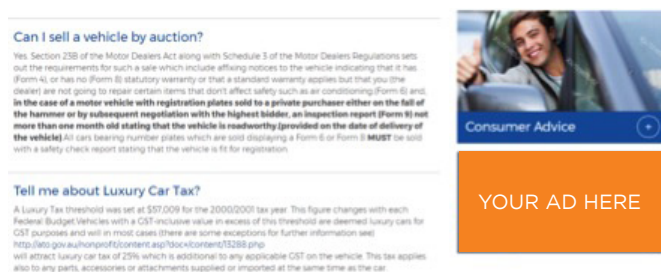 Can I sell a vehicle by auction?
Yes. Section 23B of the Motor Dealers Act along with Schedule 3 of the Motor Dealers Regulations sets
out the requirements for such a sale which include affixing notices to the vehicle indicating that it has
(Form 4), or has no (Form 8) statutory warranty or that a standard warranty applies but that you (the
dealer) are not going to repair certain items that don't affect safety such as air conditioning (Form 6) and,
in the case of a motor vehicle with registration plates sold to a private purchaser either on the fall of
the hammer or by subsequent negotiation with the highest bidder, an inspection report (Form 9) not
more than one month old stating that the vehicle is roadworthy.(provided on the date of delivery of
the vehicle) All cars bearing number plates which are sold displaying a Form 6 or Form 8 MUST be sold
with a safety check report stating that the vehicle is fit for registration.
Consumer Advice
+
YOUR AD HERE
Tell me about Luxury Car Tax?
A Luxury Tax threshold was set at $57,009 for the 2000/2001 tax year. This figure changes with each
Federal Budget.Vehicles with a GST-inclusive value in excess of this threshold are deemed luxury cars for
GST purposes and will in most cases (there are some exceptions for further information see)
http://ato.gov.au/nonprofit/content.asp?doc=/content/13288.php
will attract luxury car tax of 25% which is additional to any applicable GST on the vehicle. This tax applies
also to any parts, accessories or attachments supplied or imported at the same time as the car.